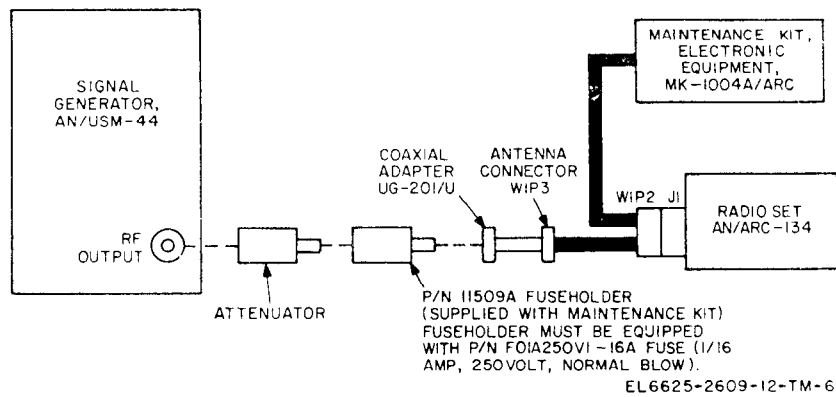 SIGNAL
GENERATOR,
AN/USM-44
RF
OUTPUT
ATTENUATOR
COAXIAL
ADAPTER
UG-201/U
ANTENNA
CONNECTOR
W1P3
P/N 11509A FUSEHOLDER
(SUPPLIED WITH MAINTENANCE KIT)
FUSEHOLDER MUST BE EQUIPPED
WITH P/N F01A250V1-16A FUSE (1/16
AMP, 250VOLT, NORMAL BLOW).
MAINTENANCE KIT,
ELECTRONIC
EQUIPMENT,
MK-1004A/ARC
W1P2 J1
RADIO SET
AN/ARC-134
EL6625-2609-12-TM-6